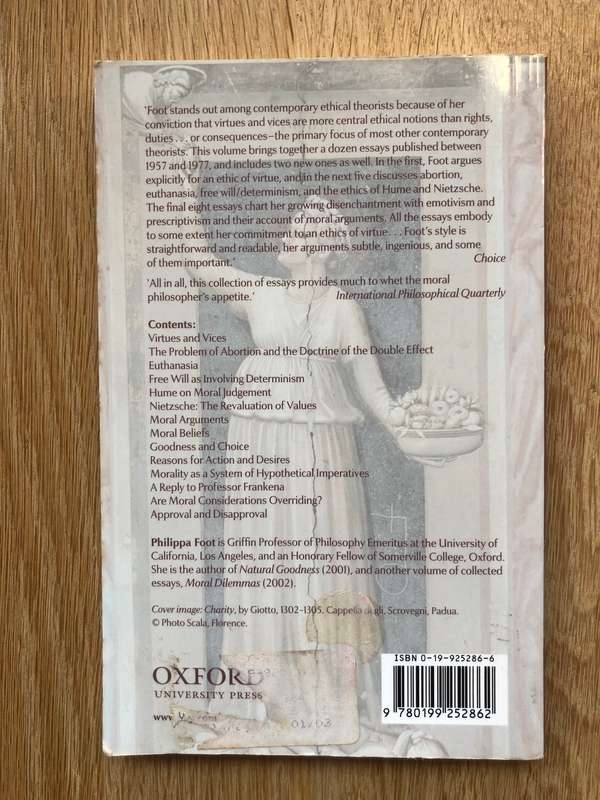 'Foot stands out among contemporary ethical theorists because of her
conviction that virtues and vices are more central ethical notions than rights,
duties . . . or consequences–the primary focus of most other contemporary
theorists. This volume brings together a dozen essays published between
1957 and 1977, and includes two new ones as well. In the first, Foot argues
explicitly for an ethic of virtue, and in the next five discusses abortion,
euthanasia, free will/determinism, and the ethics of Hume and Nietzsche.
The final eight essays chart her growing disenchantment with emotivism and
prescriptivism and their account of moral arguments. All the essays embody
to some extent her commitment to an ethics of virtue. . . Foot's style is
straightforward and readable, her arguments subtle, ingenious, and some
of them important.' Choice
'All in all, this collection of essays provides much to whet the moral
philosopher's appetite.' International Philosophical Quarterly
Contents:
Virtues and Vices
The Problem of Abortion and the Doctrine of the Double Effect
Euthanasia
Free Will as Involving Determinism
Hume on Moral Judgement
Nietzsche: The Revaluation of Values
Moral Arguments
Moral Beliefs
Goodness and Choice
Reasons for Action and Desires
Morality as a System of Hypothetical Imperatives
A Reply to Professor Frankena
Are Moral Considerations Overriding?
Approval and Disapproval
Philippa Foot is Griffin Professor of Philosophy Emeritus at the University of
California, Los Angeles, and an Honorary Fellow of Somerville College, Oxford.
She is the author of Natural Goodness (2001), and another volume of collected
essays, Moral Dilemmas (2002).
Cover image: Charity, by Giotto, 1302–1305. Cappella degli, Scrovegni, Padua.
© Photo Scala, Florence.
OXFORD
UNIVERSITY PRESS
01/03
ISBN 0-19-925286-6
9 780199 252862